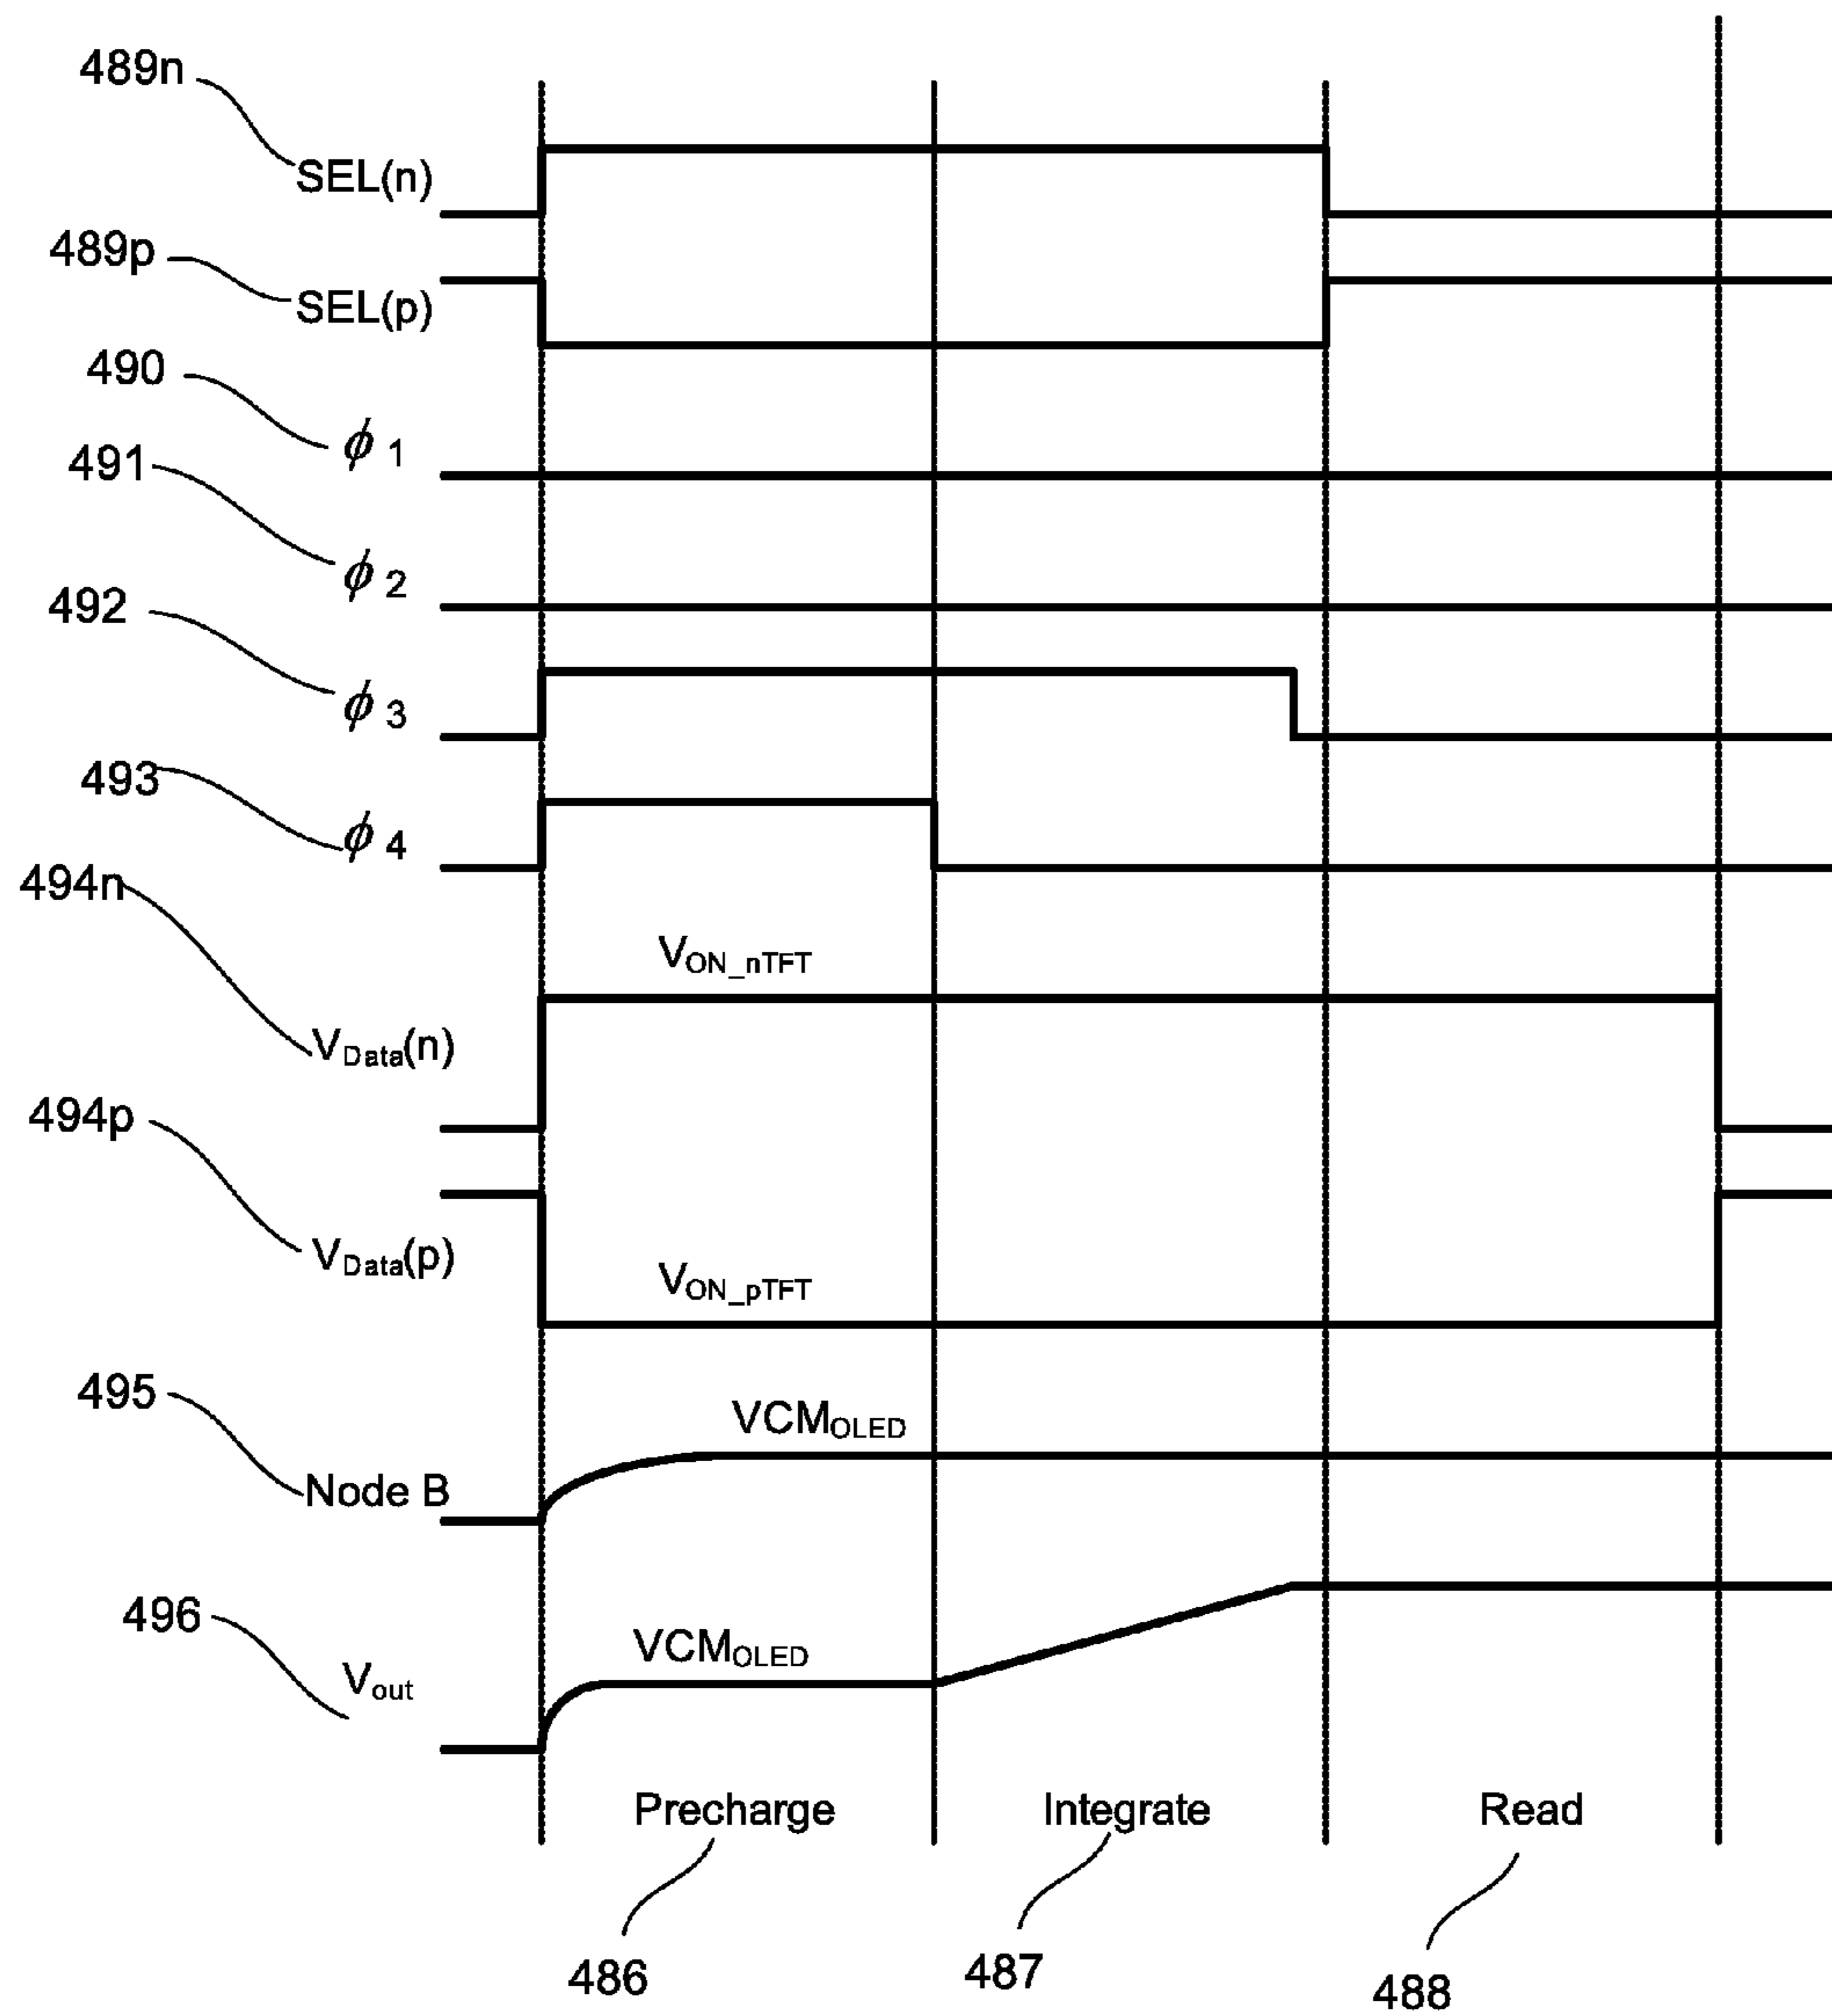 489n
SEL(n)
489p
SEL(p)
490
ϕ 1
491
ϕ 2
492
ϕ 3
493
ϕ 4
494n
VON_nTFT
VData(n)
494p
VData(p)
VON_pTFT
495
VCMOLED
Node B
496
VCMOLED
Vout
Precharge
Integrate
Read
486
487
488